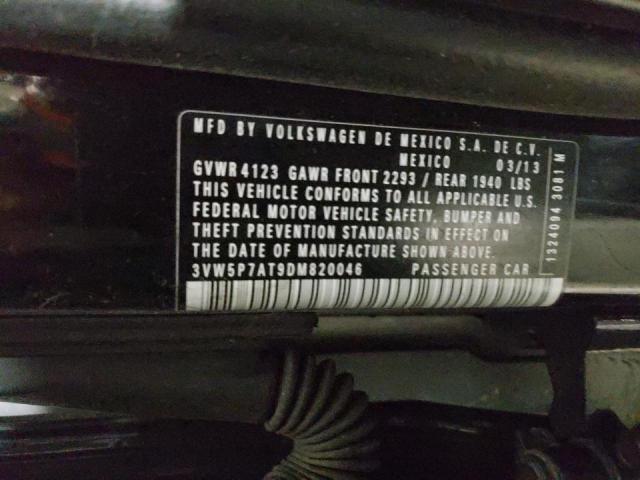 MFD BY VOLKSWAGEN DE MEXICO S.A. DE C.V.
MEXICO 03/13
GVWR 4123 GAWR FRONT 2293 / REAR 1940 LBS
THIS VEHICLE CONFORMS TO ALL APPLICABLE U.S.
FEDERAL MOTOR VEHICLE SAFETY, BUMPER AND
THEFT PREVENTION STANDARDS IN EFFECT ON
THE DATE OF MANUFACTURE SHOWN ABOVE.
3VW5P7AT9DM820046 PASSENGER CAR
1324094 3081 M